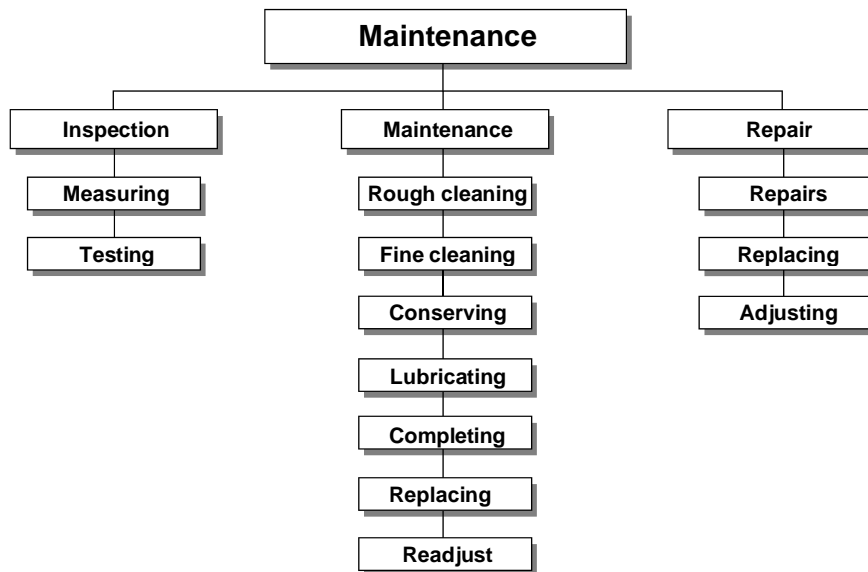 Maintenance
Inspection
Maintenance
Repair
Measuring
Rough cleaning
Repairs
Testing
Fine cleaning
Replacing
Conserving
Adjusting
Lubricating
Completing
Replacing
Readjust